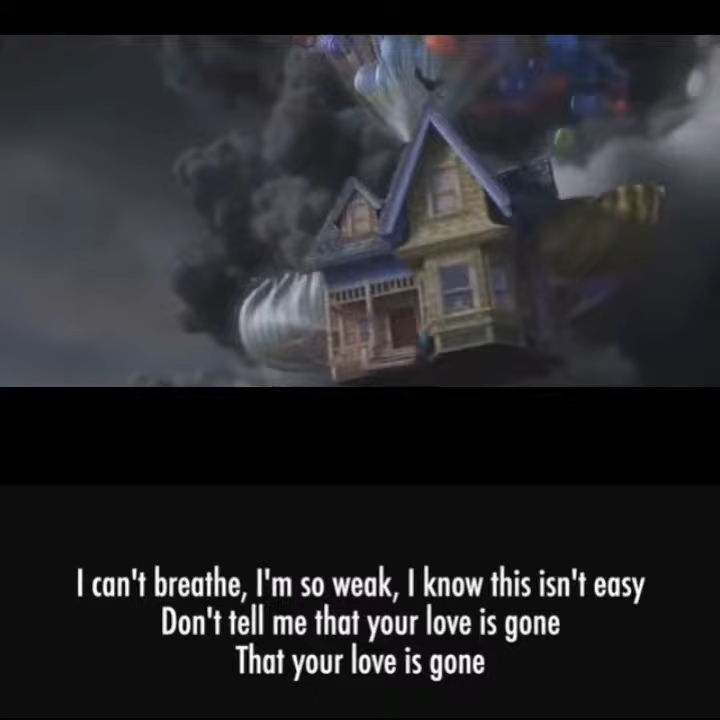 I can't breathe, I'm so weak, I know this isn't easy
Don't tell me that your love is gone
That your love is gone